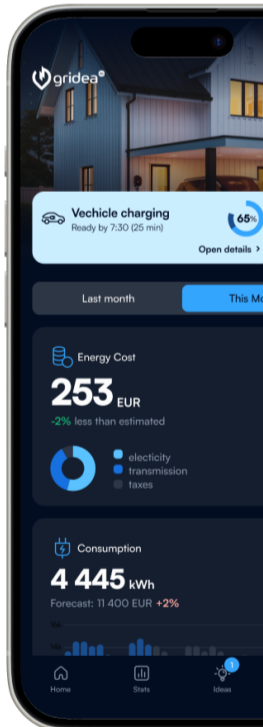 gridea
Vechicle charging
Ready by 7:30 (25 min)
65%
Open details >
Last month
This Mo
Energy Cost
253 EUR
-2% less than estimated
electicity
transmission
taxes
Consumption
4 445 kWh
Forecast: 11 400 EUR +2%
1
Home
Stats
Ideas